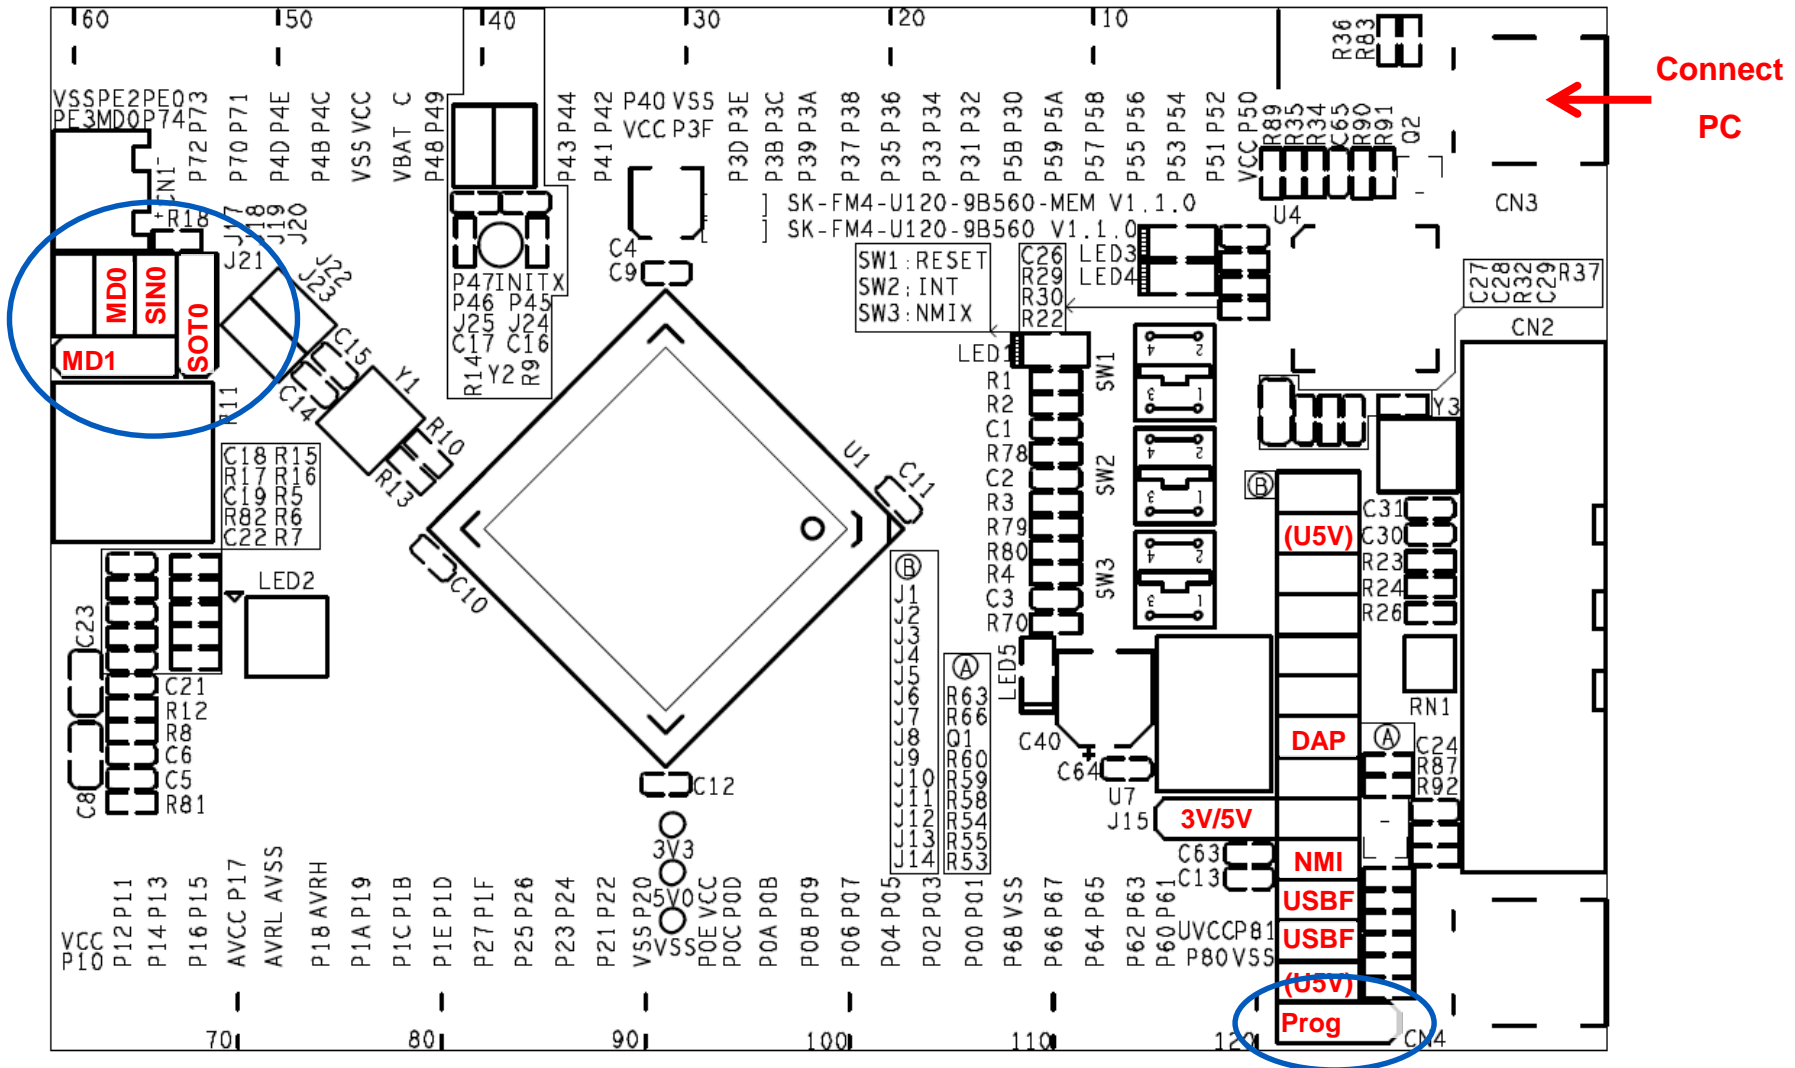 60 50 40 30 20 10
R36 R83
Connect
PC
VSSPE2PE0
PE3MD0P74
P72 P73
P70 P71
P4D P4E
P4B P4C
VSS VCC
VBAT C
P48 P49
P43 P44
P41 P42
P40 VSS
VCC P3F
P3D P3E
P3B P3C
P39 P3A
P37 P38
P35 P36
P33 P34
P31 P32
P5B P30
P59 P5A
P57 P58
P55 P56
P53 P54
P51 P52
VCC P50
R89
R35
R34
C65
R90
R91
Q2
CN3
CN1
R18
J17
J18
J19
J20
J21
J22
J23
[ ] SK-FM4-U120-9B560-MEM V1.1.0
[ ] SK-FM4-U120-9B560 V1.1.0
U4
C4
C9
SW1:RESET
SW2:INT
SW3:NMIX
C26
R29
R30
R22
LED3
LED4
C27
C28
R32
C29
R37
CN2
MD0
SIN0
SOT0
MD1
P47INITX
P46 P45
J25 J24
C17 C16
R14 Y2 R9
C15
C14
Y1
R10
R13
R11
U1
C11
C10
LED1
R1
R2
C1
R78
C2
R3
R79
R80
R4
C3
R70
SW1
4 2
3 1
SW2
4 2
3 1
SW3
4 2
3 1
Y3
C18 R15
R17 R16
C19 R5
R82 R6
C22 R7
LED2
C23
C21
R12
R8
C6
C5
R81
C8
C12
3V3
5V0
VSS
B
J1
J2
J3
J4
J5
J6
J7
J8
J9
J10
J11
J12
J13
J14
A
R63
R66
Q1
R60
R59
R58
R54
R55
R53
LED5
C40
C64
U7
J15
3V/5V
C63
C13
B
(U5V)
DAP
NMI
USBF
USBF
(U5V)
Prog
C31
C30
R23
R24
R26
RN1
A
C24
R87
R92
CN4
VCC
P10
P12 P11
P14 P13
P16 P15
AVCC P17
AVRL AVSS
P18 AVRH
P1A P19
P1C P1B
P1E P1D
P27 P1F
P25 P26
P23 P24
P21 P22
VSS P20
P0E VCC
P0C P0D
P0A P0B
P08 P09
P06 P07
P04 P05
P02 P03
P00 P01
P68 VSS
P66 P67
P64 P65
P62 P63
P60 P61
UVCCP81
P80VSS
70 80 90 100 110 120